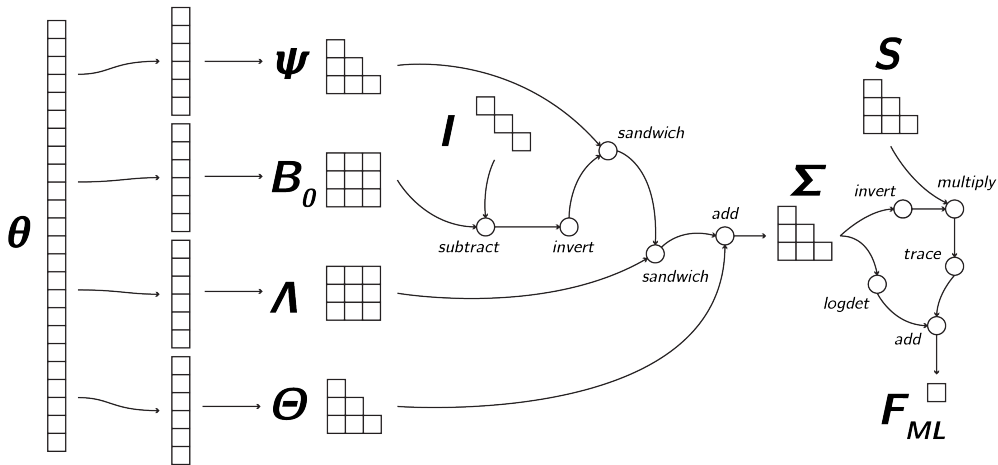 θ
Ψ
B0
Λ
Θ
I
subtract
invert
sandwich
sandwich
add
Σ
S
invert
multiply
trace
logdet
add
FML